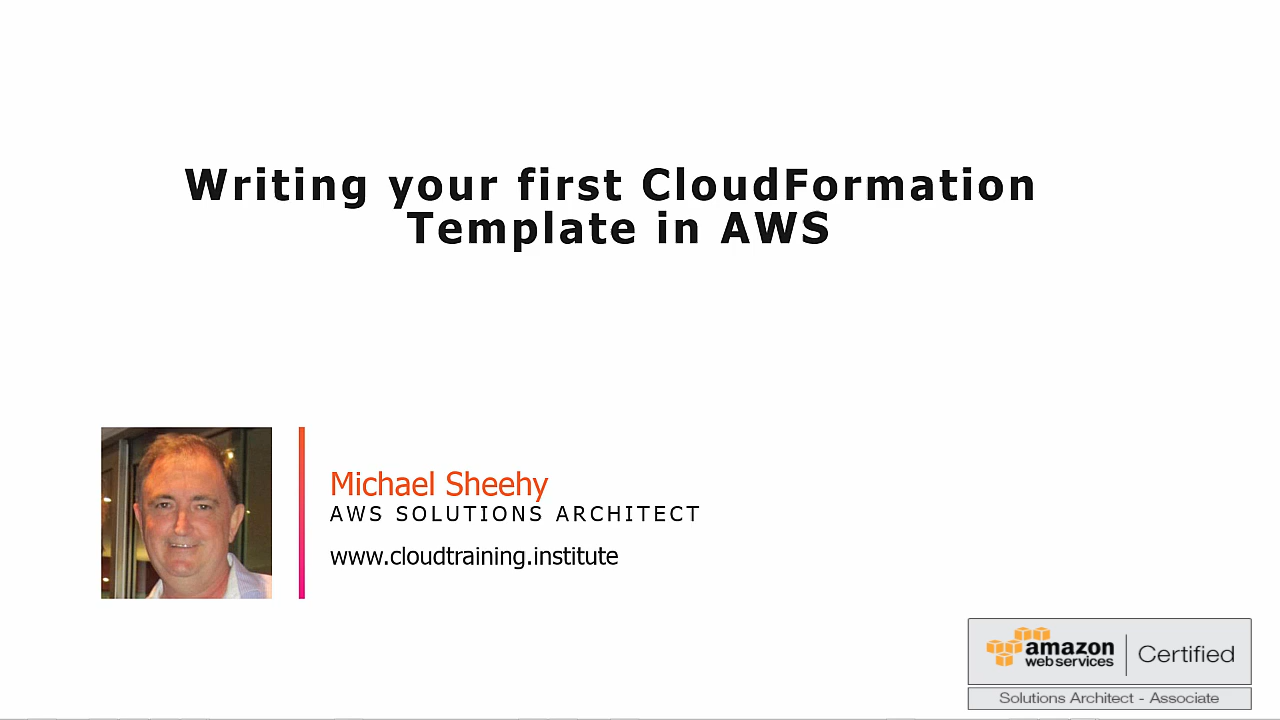 Writing your first CloudFormation
Template in AWS
Michael Sheehy
AWS SOLUTIONS ARCHITECT
www.cloudtraining.institute
amazon
web services
Certified
Solutions Architect - Associate